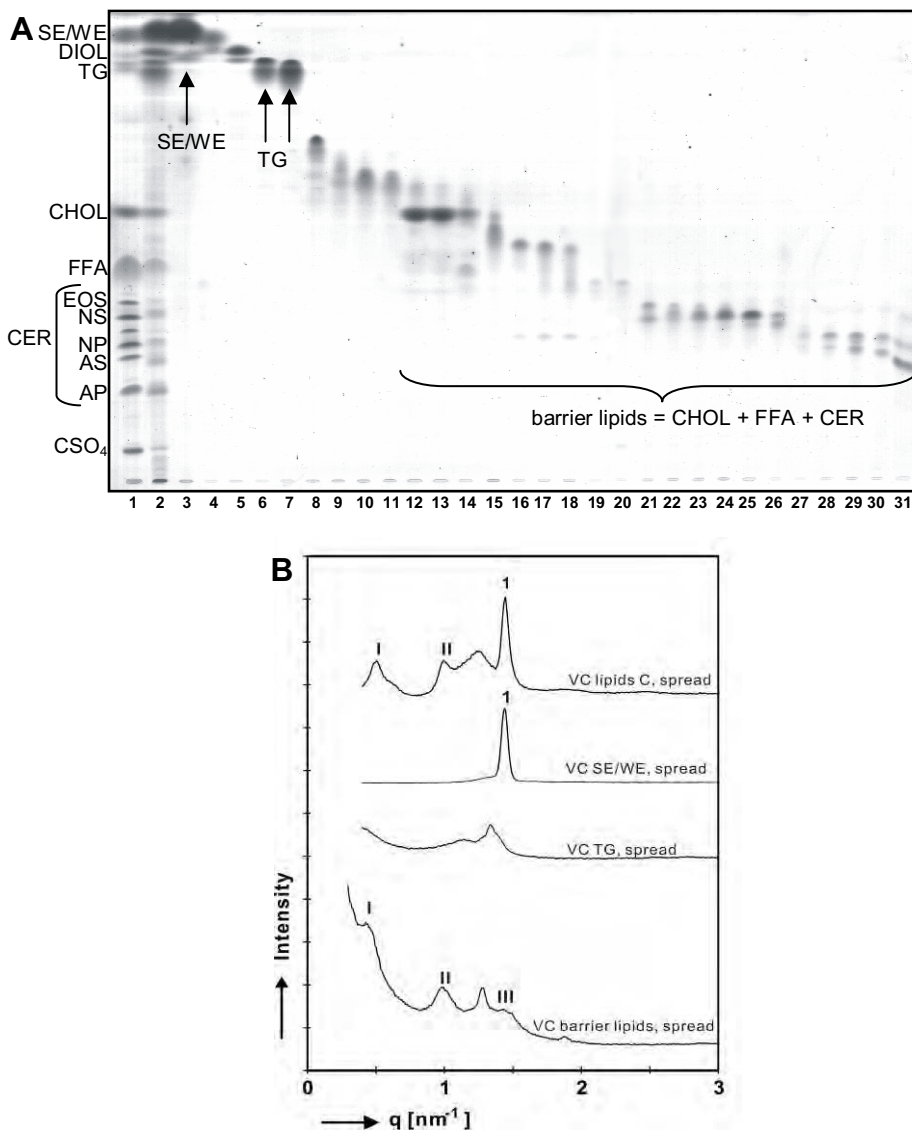 A
SE/WE
DIOL
TG
SE/WE
TG
CHOL
FFA
EOS
NS
CER
NP
AS
AP
barrier lipids = CHOL + FFA + CER
CSO₄
1 2 3 4 5 6 7 8 9 10 11 12 13 14 15 16 17 18 19 20 21 22 23 24 25 26 27 28 29 30 31
B
1
I
II
VC lipids C, spread
1
VC SE/WE, spread
VC TG, spread
I
II
III
VC barrier lipids, spread
Intensity
0 1 2 3
q [nm⁻¹]